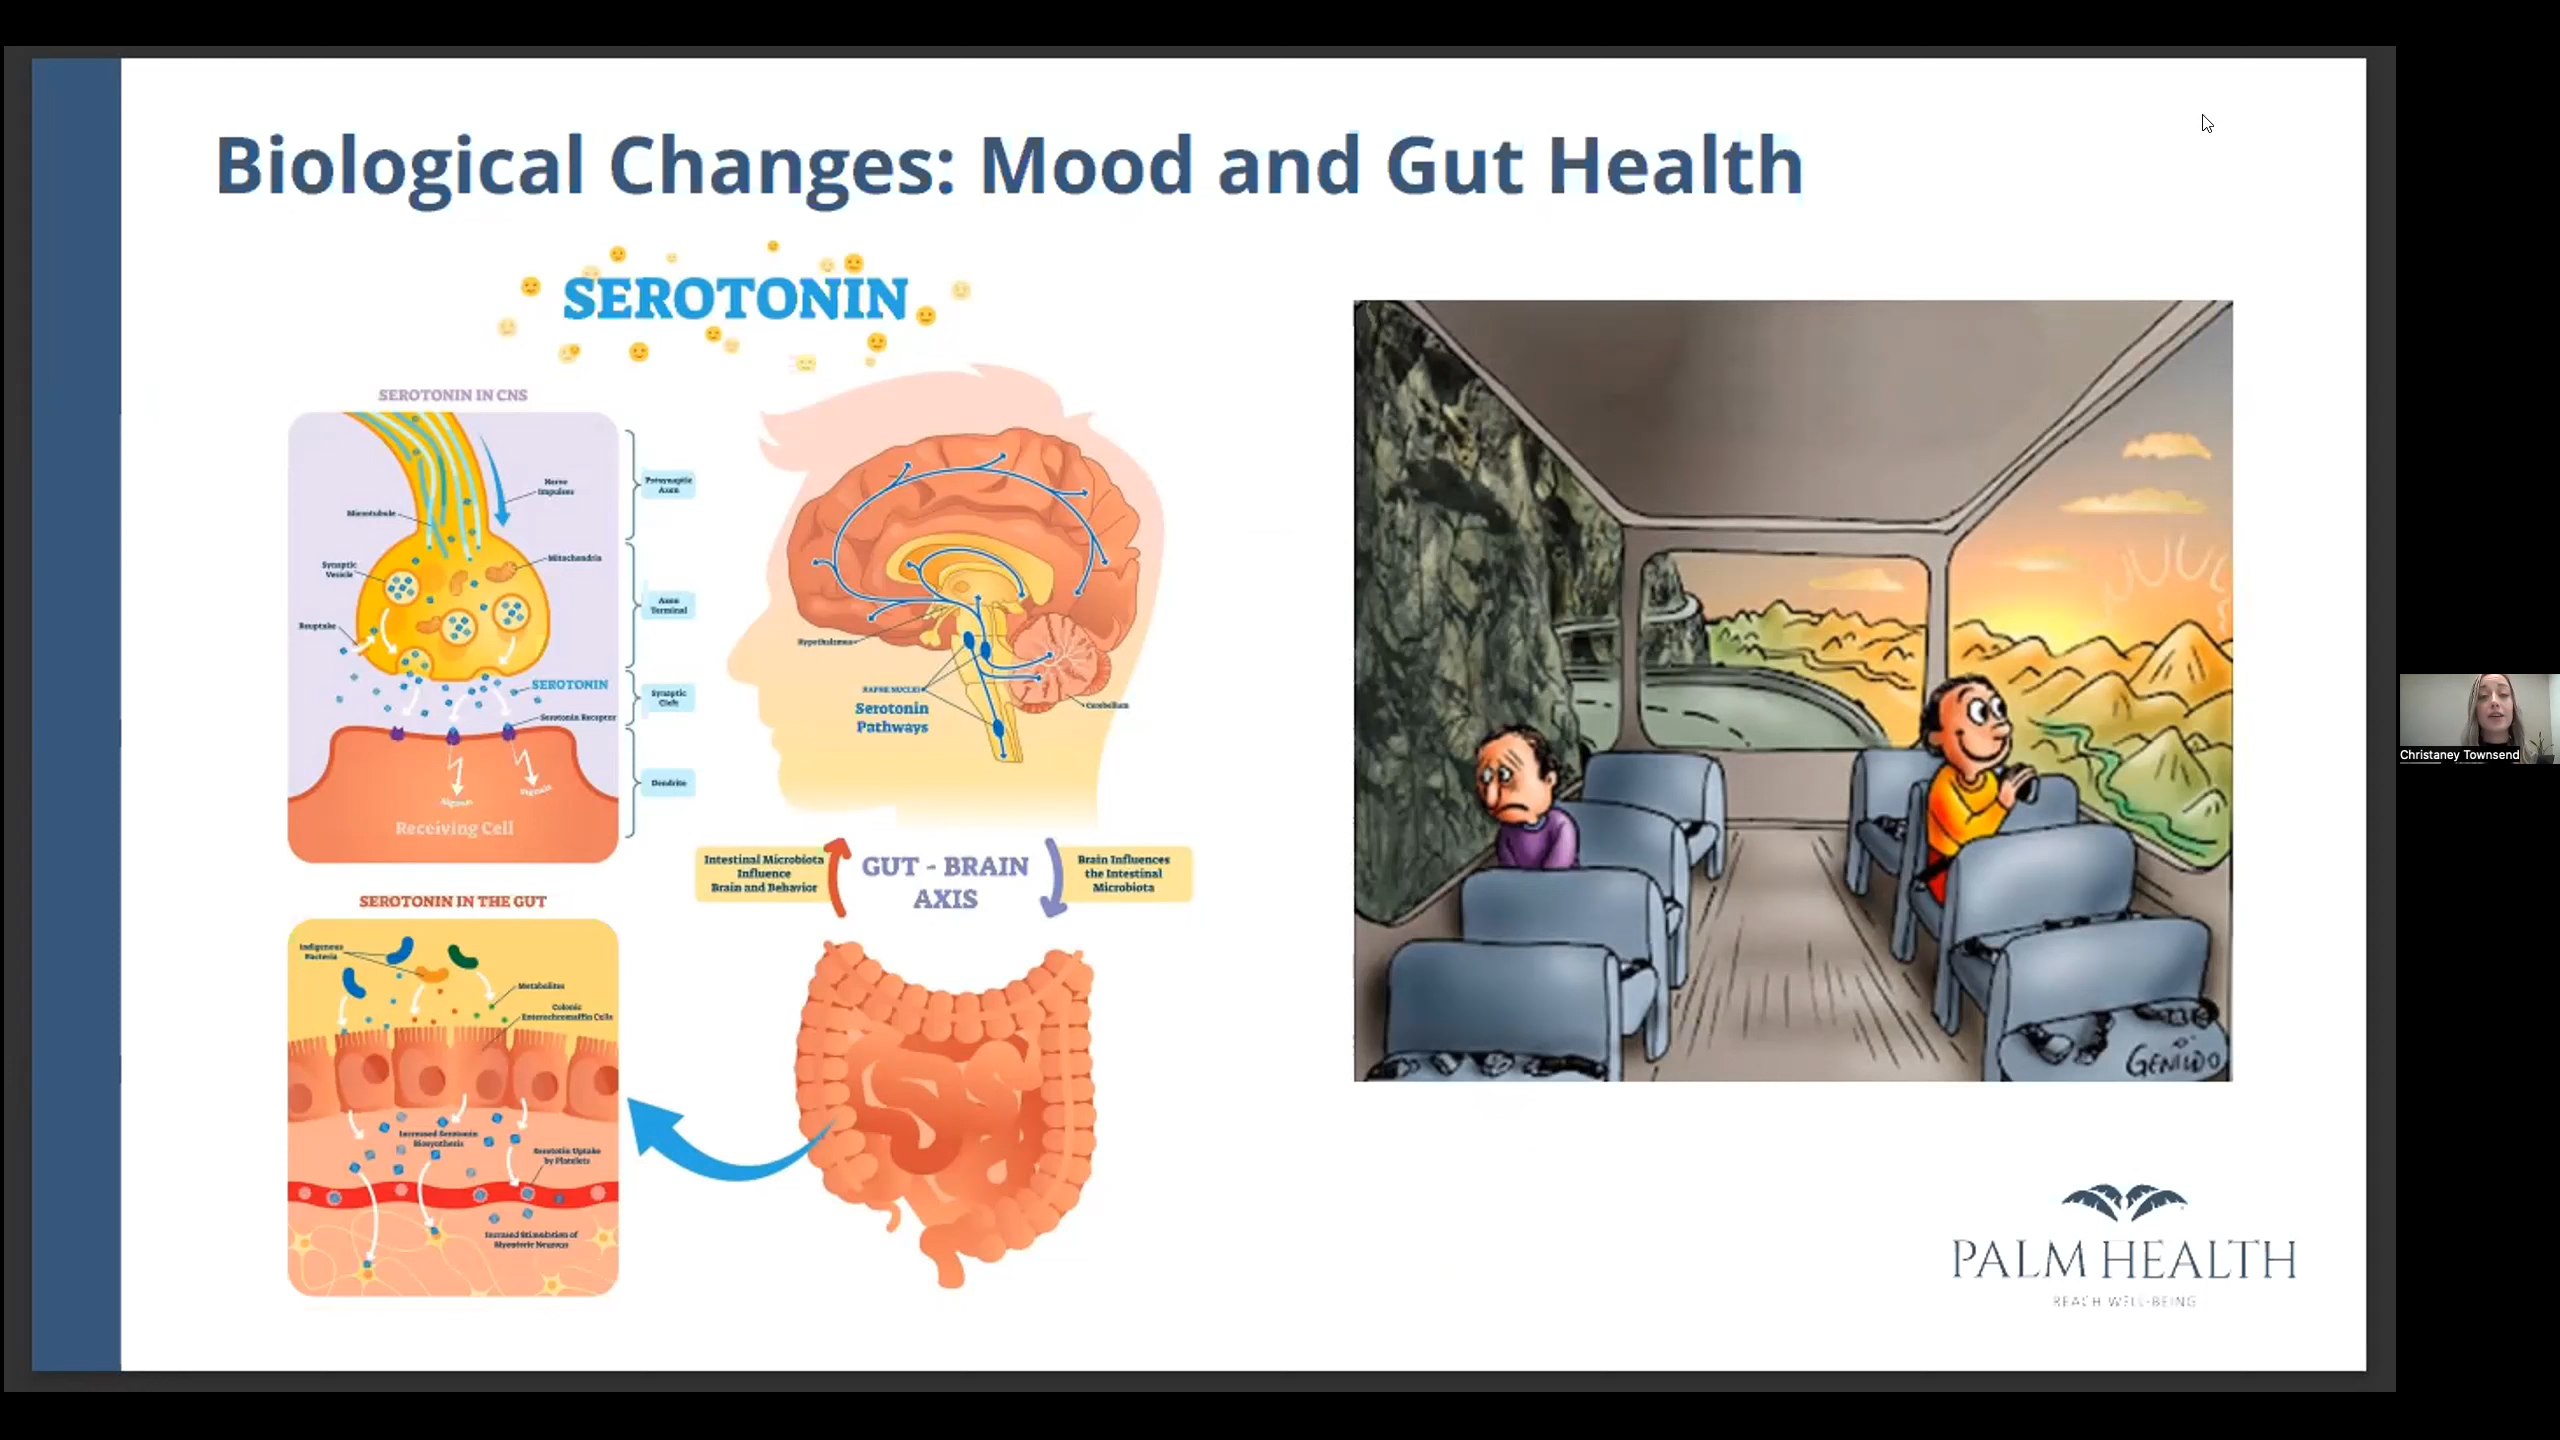 Biological Changes: Mood and Gut Health
SEROTONIN
SEROTONIN IN CNS
Nerve
Impulses
Microtubule
Synaptic
Vesicle
Mitochondria
Reuptake
SEROTONIN
Serotonin Receptor
Signals
Signals
Receiving Cell
Presynaptic
Axon
Axon
Terminal
Synaptic
Cleft
Dendrite
Hypothalamus
RAPHE NUCLEI
Serotonin
Pathways
Cerebellum
Intestinal Microbiota
Influence
Brain and Behavior
GUT - BRAIN
AXIS
Brain Influences
the Intestinal
Microbiota
SEROTONIN IN THE GUT
Indigenous
Bacteria
Metabolites
Colonic
Enterochromaffin Cells
Increased Serotonin
Biosynthesis
Serotonin Uptake
by Platelets
Increased Stimulation of
Myenteric Neurons
GENILDO
PALM HEALTH
REACH WELL-BEING
Christaney Townsend